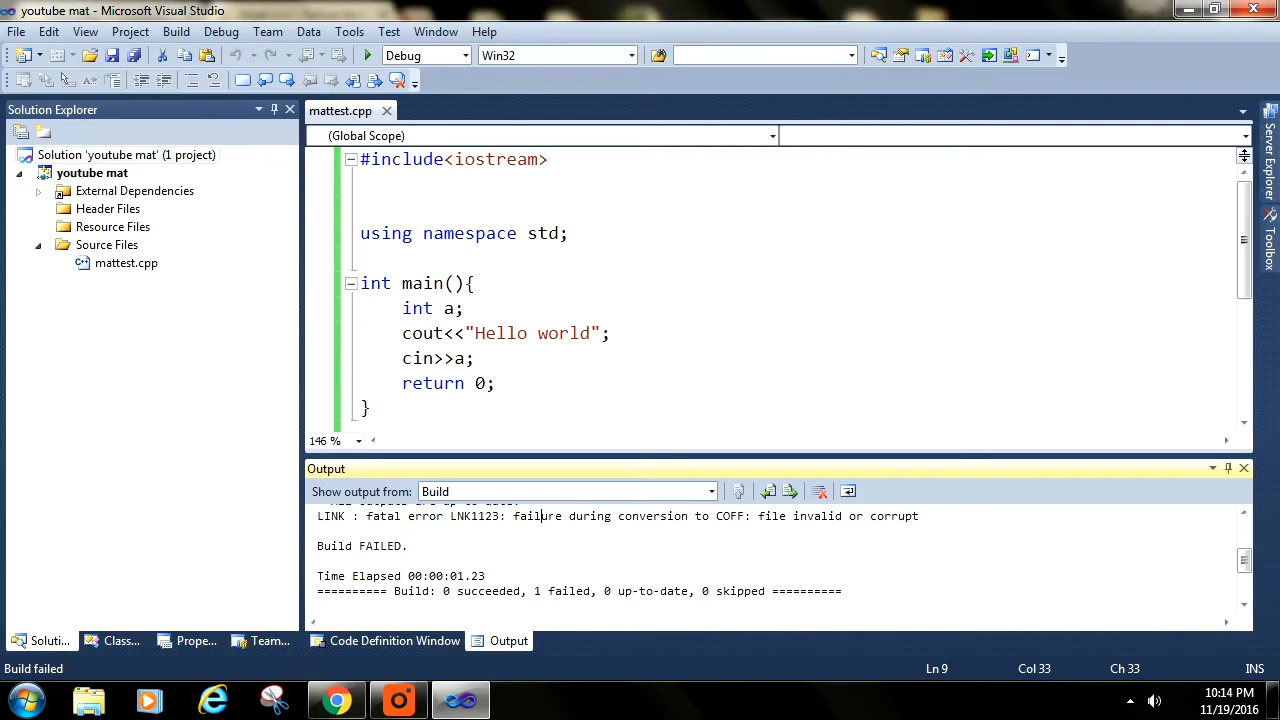 youtube mat - Microsoft Visual Studio
File Edit View Project Build Debug Team Data Tools Test Window Help
Debug Win32
Solution Explorer
mattest.cpp
(Global Scope)
Solution 'youtube mat' (1 project)
youtube mat
External Dependencies
Header Files
Resource Files
Source Files
mattest.cpp
#include<iostream>
using namespace std;
int main(){
int a;
cout<<"Hello world";
cin>>a;
return 0;
}
146 %
Output
Show output from: Build
LINK : fatal error LNK1123: failure during conversion to COFF: file invalid or corrupt
Build FAILED.
Time Elapsed 00:00:01.23
========== Build: 0 succeeded, 1 failed, 0 up-to-date, 0 skipped ==========
Server Explorer
Toolbox
Soluti... Class... Prope... Team... Code Definition Window Output
Build failed Ln 9 Col 33 Ch 33 INS
10:14 PM
11/19/2016